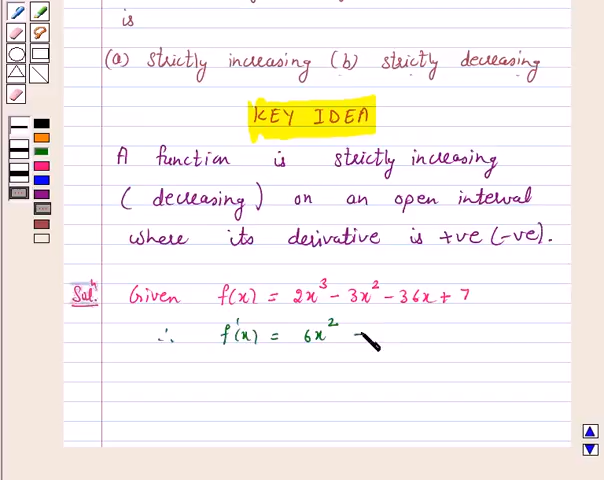 is
(a) strictly increasing (b) strictly decreasing
KEY IDEA
A function is strictly increasing
(decreasing) on an open interval
where its derivative is +ve (-ve).
Solⁿ. Given f(x) = 2x³ - 3x² - 36x + 7
∴ f'(x) = 6x² -